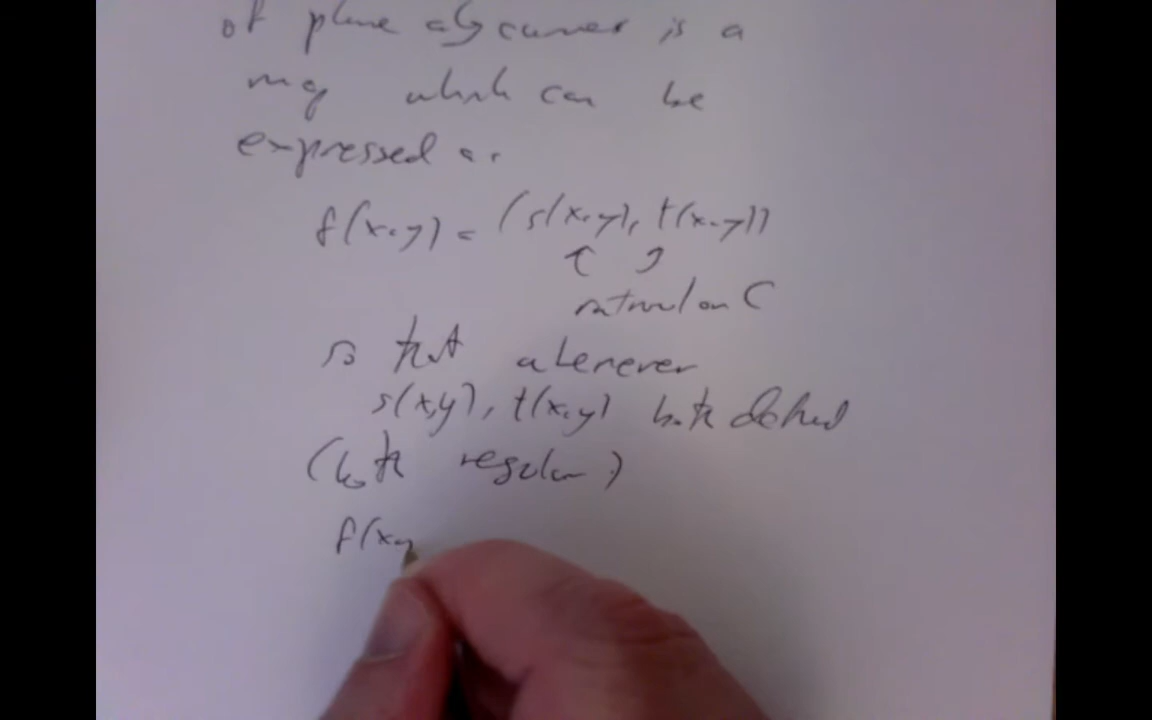 of plane alg curves is a
map which can be
expressed as
f(x,y) = (s(x,y), t(x,y))
rational on C
so that whenever
s(x,y), t(x,y) both defined
(both regular)
f(x,y